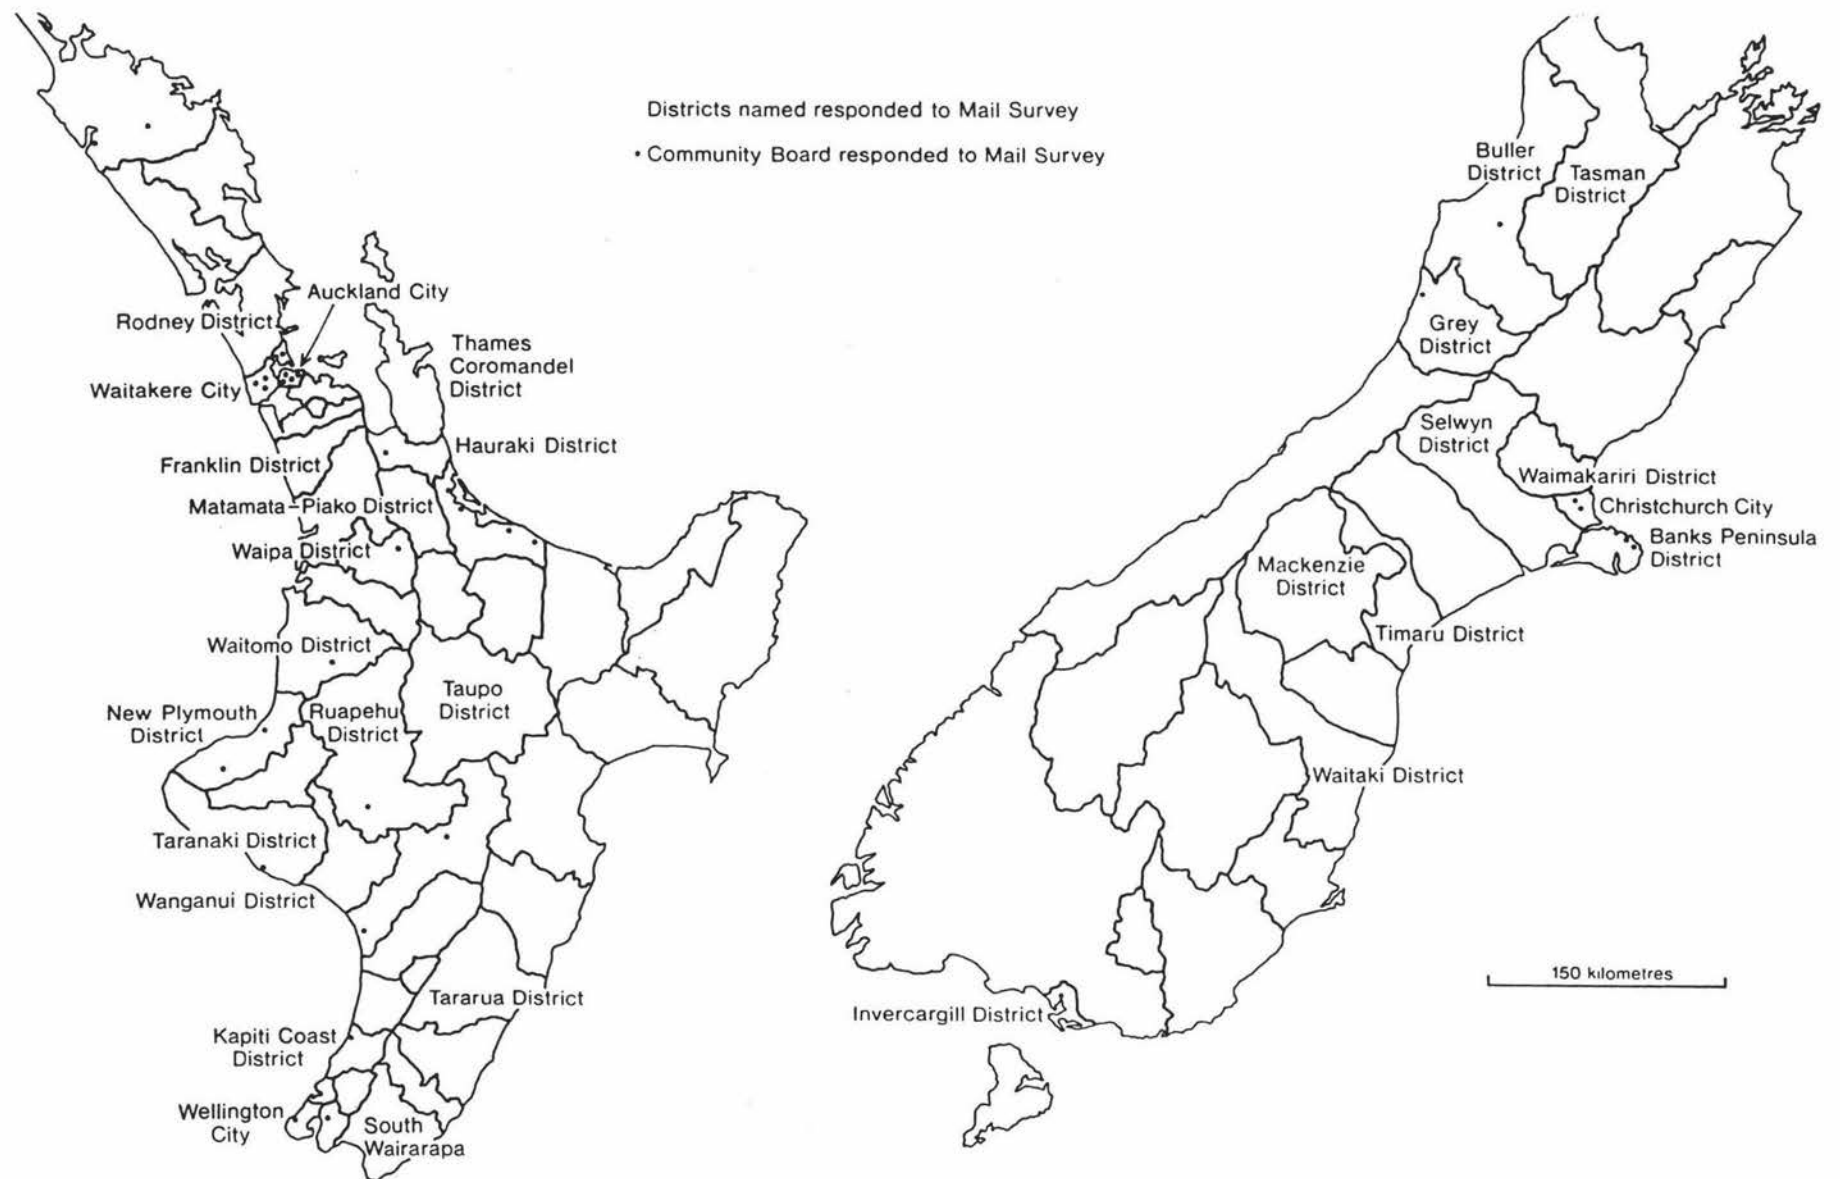 Districts named responded to Mail Survey
• Community Board responded to Mail Survey
Auckland City
Rodney District
Thames
Coromandel
District
Waitakere City
Hauraki District
Franklin District
Matamata-Piako District
Waipa District
Waitomo District
Taupo
District
New Plymouth
District
Ruapehu
District
Taranaki District
Wanganui District
Tararua District
Kapiti Coast
District
Wellington
City
South
Wairarapa
Buller
District
Tasman
District
Grey
District
Selwyn
District
Waimakariri District
Christchurch City
Banks Peninsula
District
Mackenzie
District
Timaru District
Waitaki District
150 kilometres
Invercargill District